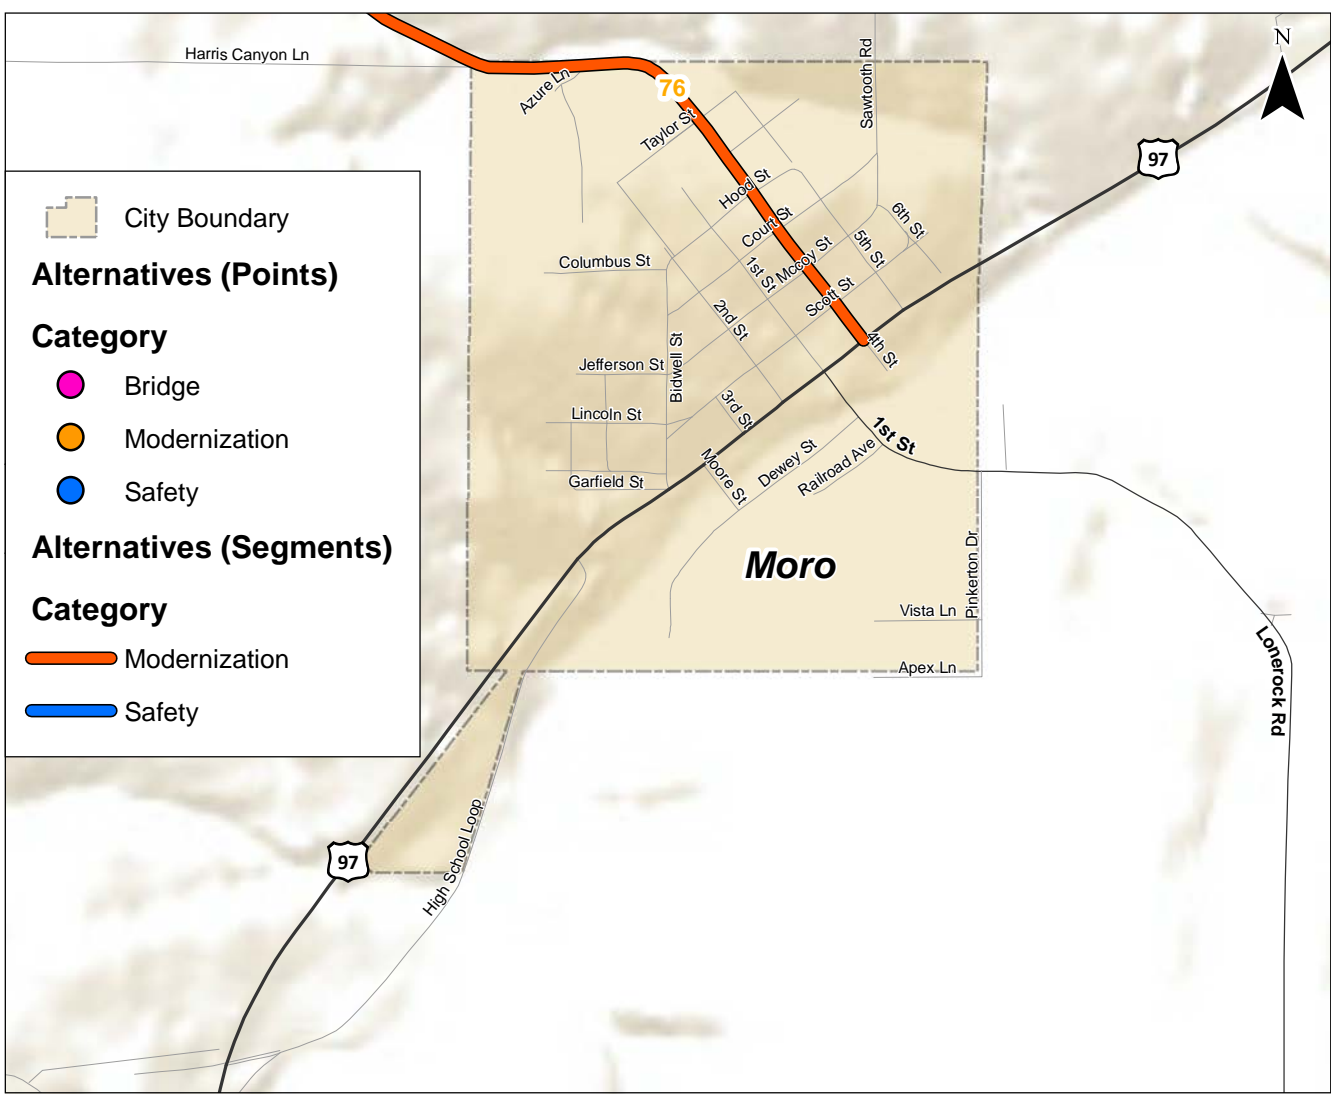 N
Harris Canyon Ln
Azure Ln
76
Sawtooth Rd
Taylor St
97
Hood St
City Boundary
Court St
6th St
Mccoy St
5th St
Columbus St
1st St
Alternatives (Points)
Scott St
2nd St
Category
4th St
Jefferson St
Bidwell St
Bridge
3rd St
Lincoln St
1st St
Modernization
Dewey St
Railroad Ave
Moore St
Garfield St
Safety
Alternatives (Segments)
Moro
Pinkerton Dr
Category
Vista Ln
Lonerock Rd
Modernization
Apex Ln
Safety
High School Loop
97